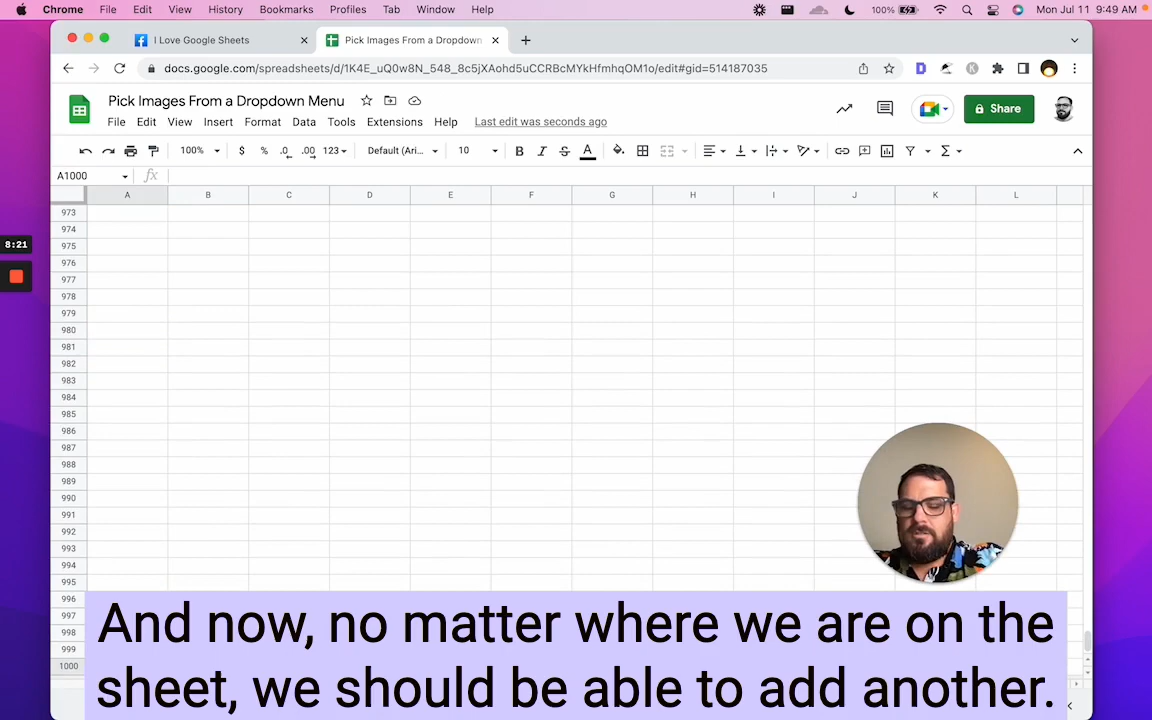 Chrome File Edit View History Bookmarks Profiles Tab Window Help 100% Mon Jul 11 9:49 AM
I Love Google Sheets
Pick Images From a Dropdown
docs.google.com/spreadsheets/d/1K4E_uQ0w8N_548_8c5jXAohd5uCCRBcMYkHfmhqOM1o/edit#gid=514187035
Pick Images From a Dropdown Menu
Share
File Edit View Insert Format Data Tools Extensions Help Last edit was seconds ago
100% $ % .0 .00 123 Default (Ari... 10 B I S A
A1000 fx
A B C D E F G H I J K L
973
974
975
8:21
976
977
978
979
980
981
982
983
984
985
986
987
988
989
990
991
992
993
994
995
996
997
998
999
1000
And now, no matter where we are on the
sheet, we should be able to add another.